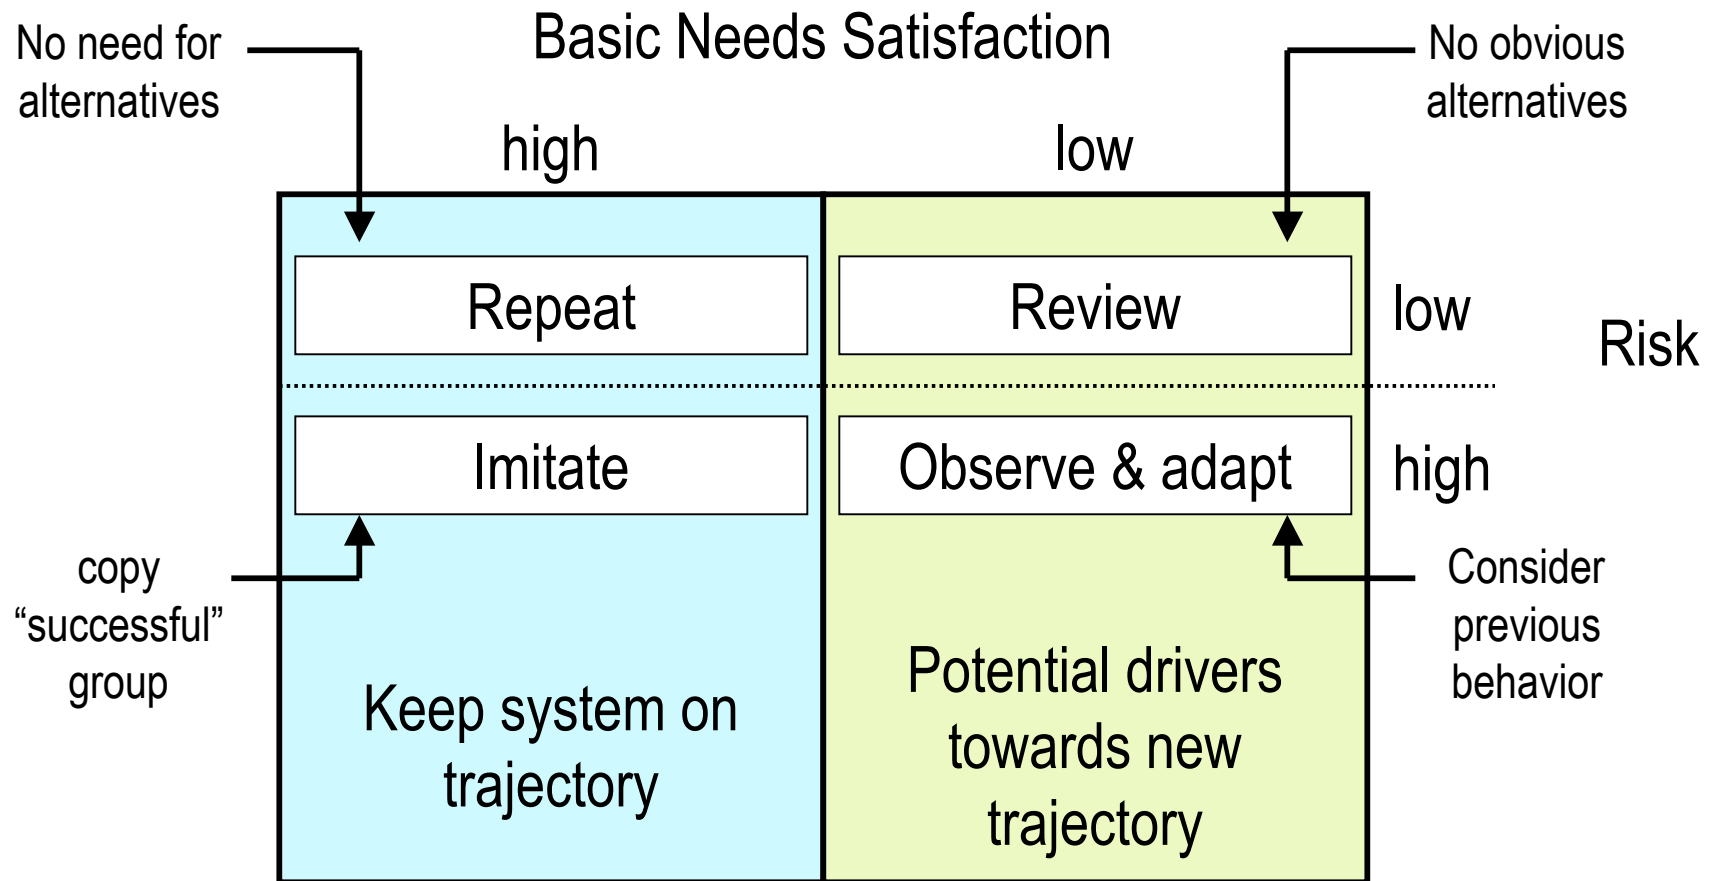 Basic Needs Satisfaction
No need for
alternatives
No obvious
alternatives
high
low
Repeat
Review
low
Risk
Imitate
Observe & adapt
high
copy
“successful”
group
Consider
previous
behavior
Keep system on
trajectory
Potential drivers
towards new
trajectory